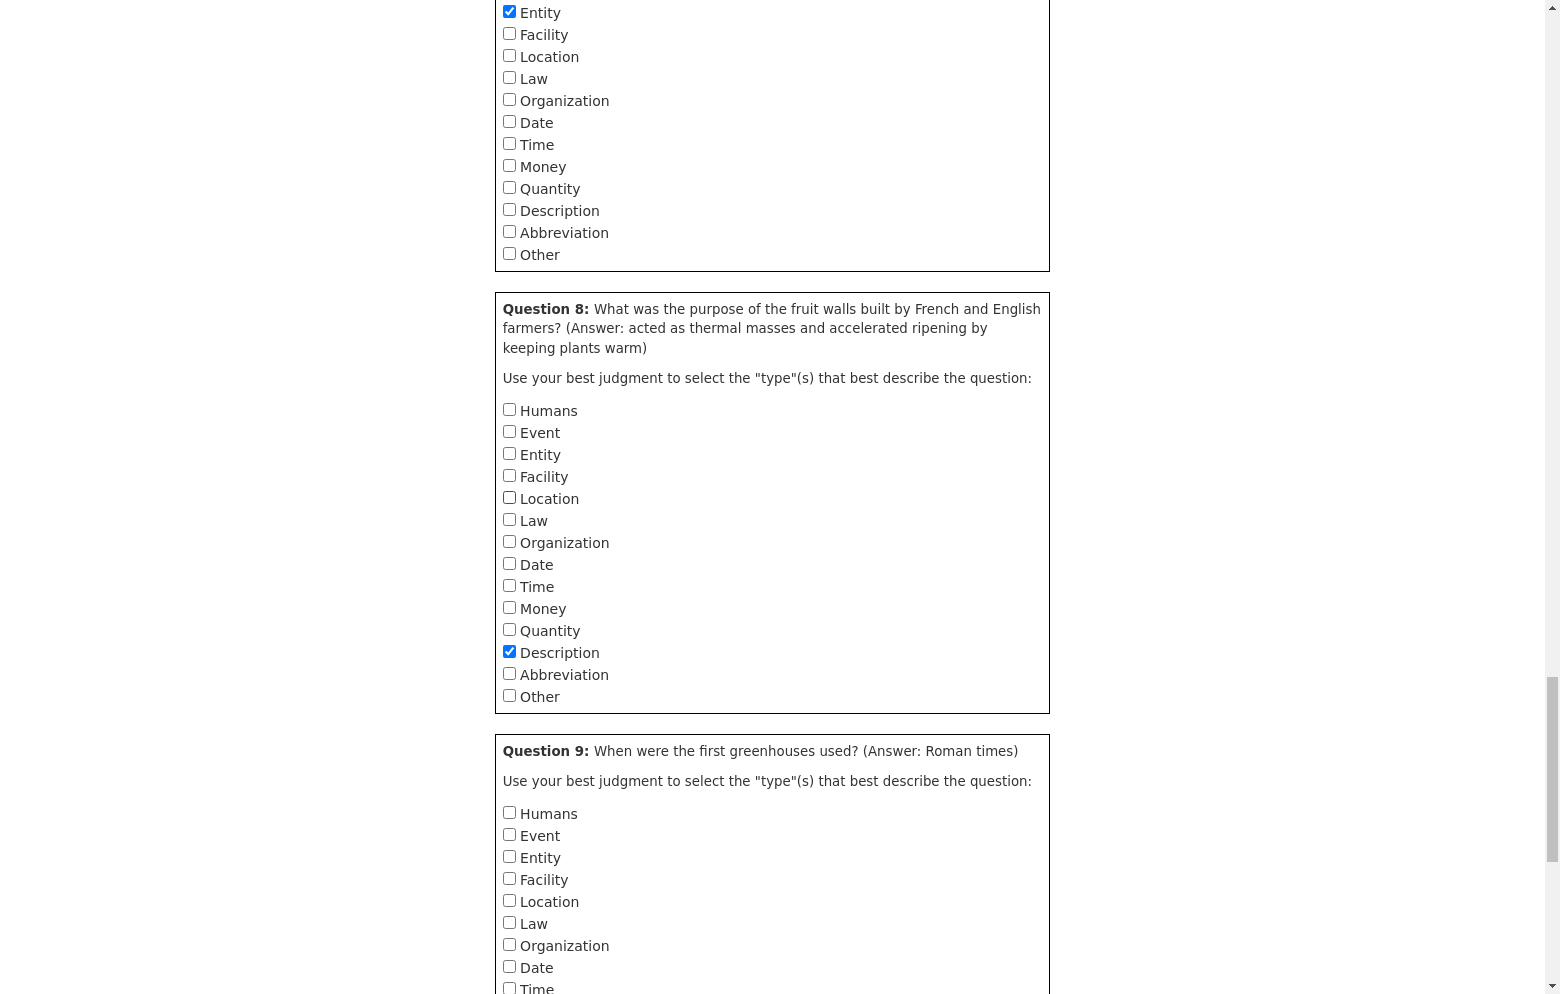 Entity
Facility
Location
Law
Organization
Date
Time
Money
Quantity
Description
Abbreviation
Other
Question 8: What was the purpose of the fruit walls built by French and English
farmers? (Answer: acted as thermal masses and accelerated ripening by
keeping plants warm)
Use your best judgment to select the "type"(s) that best describe the question:
Humans
Event
Entity
Facility
Location
Law
Organization
Date
Time
Money
Quantity
Description
Abbreviation
Other
Question 9: When were the first greenhouses used? (Answer: Roman times)
Use your best judgment to select the "type"(s) that best describe the question:
Humans
Event
Entity
Facility
Location
Law
Organization
Date
Time